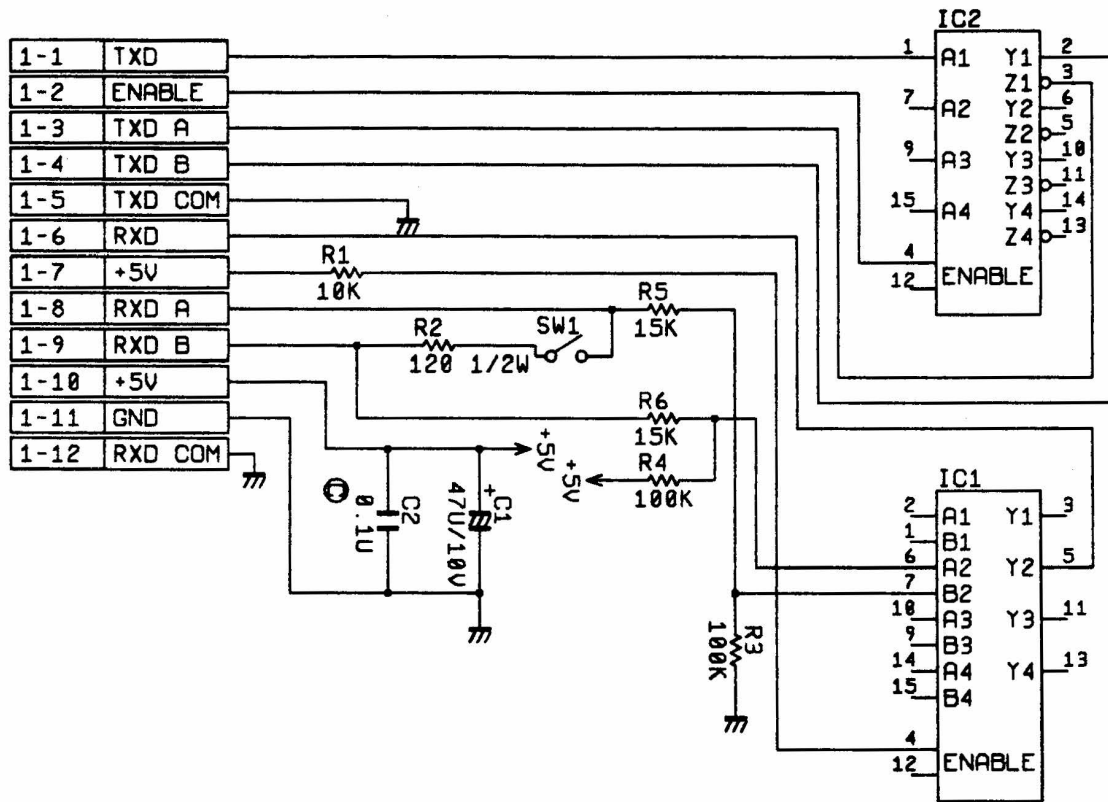 1-1 TXD
1-2 ENABLE
1-3 TXD A
1-4 TXD B
1-5 TXD COM
1-6 RXD
1-7 +5V
1-8 RXD A
1-9 RXD B
1-10 +5V
1-11 GND
1-12 RXD COM
R1
10K
R2
120 1/2W
SW1
R5
15K
R6
15K
R4
100K
+5V
+5V
©
C2
0.1U
+
C1
47U/10V
R3
100K
IC2
1 A1 Y1 2
Z1 3
7 A2 Y2 6
Z2 5
9 A3 Y3 10
Z3 11
15 A4 Y4 14
Z4 13
4
ENABLE
12
IC1
2 A1 Y1 3
1 B1
6 A2 Y2 5
7 B2
10 A3 Y3 11
9 B3
14 A4 Y4 13
15 B4
4
ENABLE
12